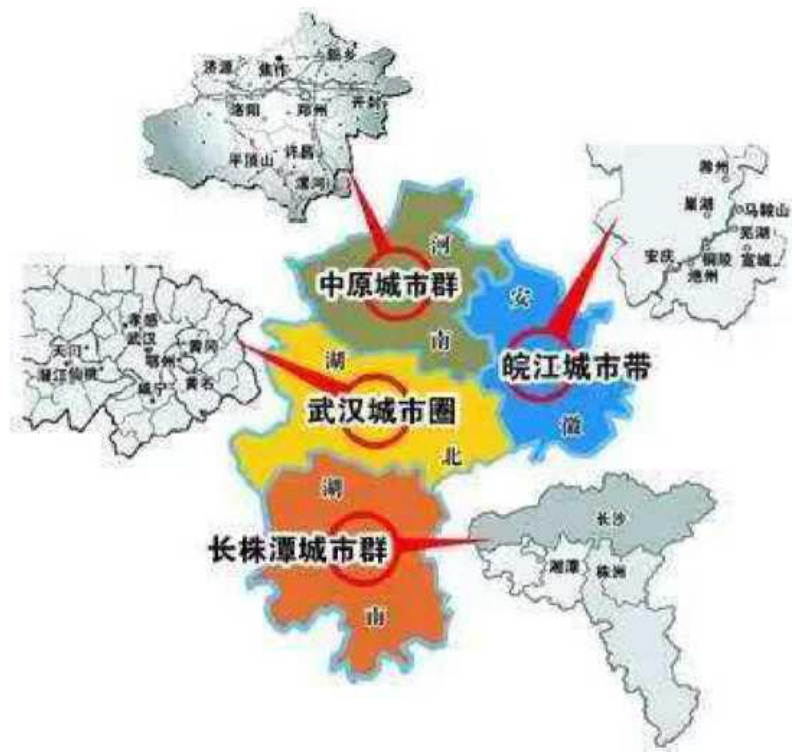 济源
焦作
新乡
洛阳
郑州
开封
平顶山
许昌
漯河
滁州
巢湖
马鞍山
芜湖
安庆
铜陵
宣城
池州
河
南
中原城市群
安
徽
皖江城市带
孝感
武汉
黄冈
天门
鄂州
潜江
仙桃
咸宁
黄石
湖
北
武汉城市圈
湖
南
长株潭城市群
长沙
湘潭
株洲